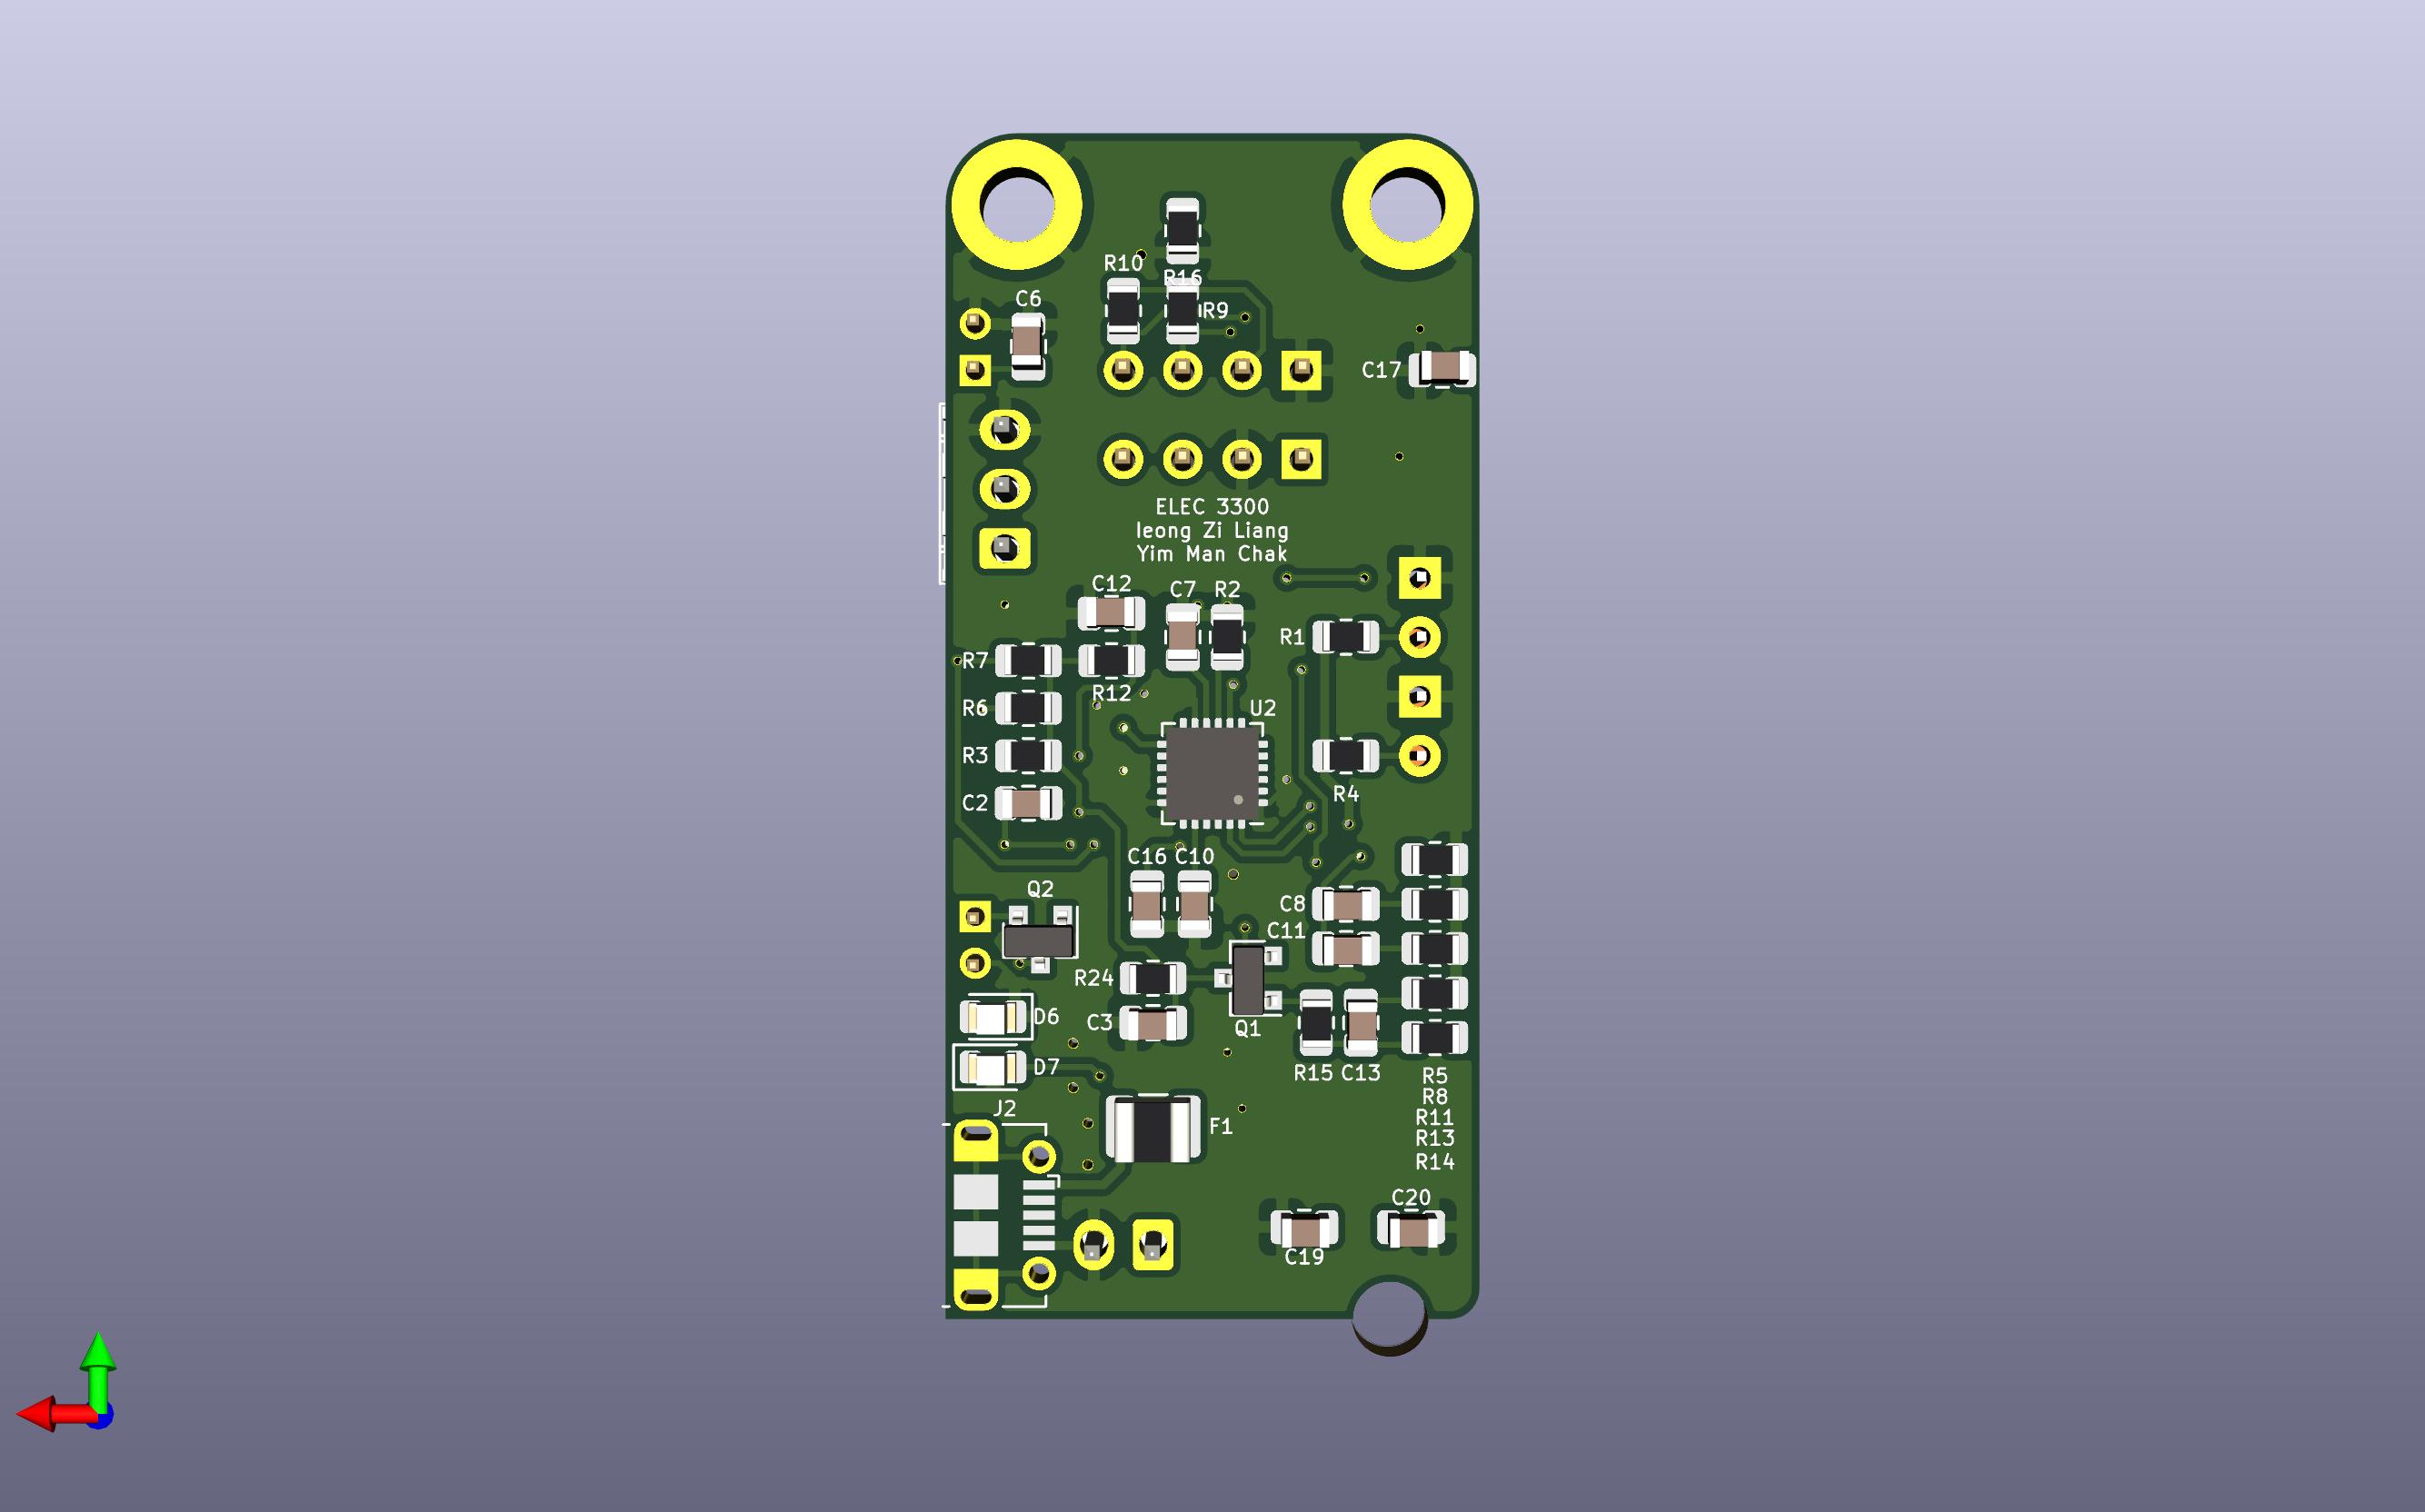 R10
R16
C6
R9
C17
ELEC 3300
Ieong Zi Liang
Yim Man Chak
C12
C7 R2
R1
R7
R12
R6
U2
R3
R4
C2
C16 C10
Q2
C8
C11
R24
D6
C3
Q1
D7
R15 C13
R5
R8
R11
R13
R14
J2
F1
C20
C19